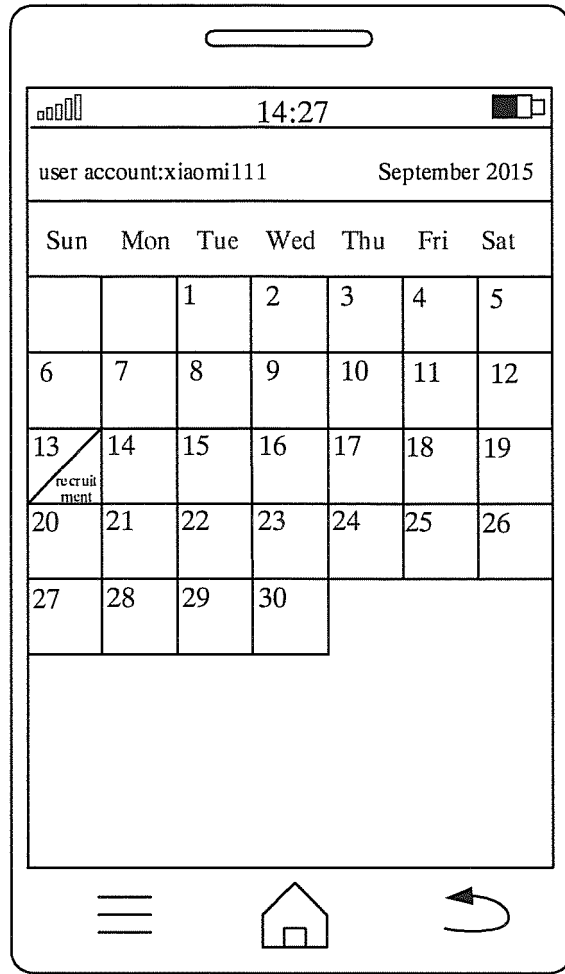 14:27
user account:xiaomi111 September 2015
Sun Mon Tue Wed Thu Fri Sat
1 2 3 4 5
6 7 8 9 10 11 12
13 14 15 16 17 18 19
recruit
ment
20 21 22 23 24 25 26
27 28 29 30